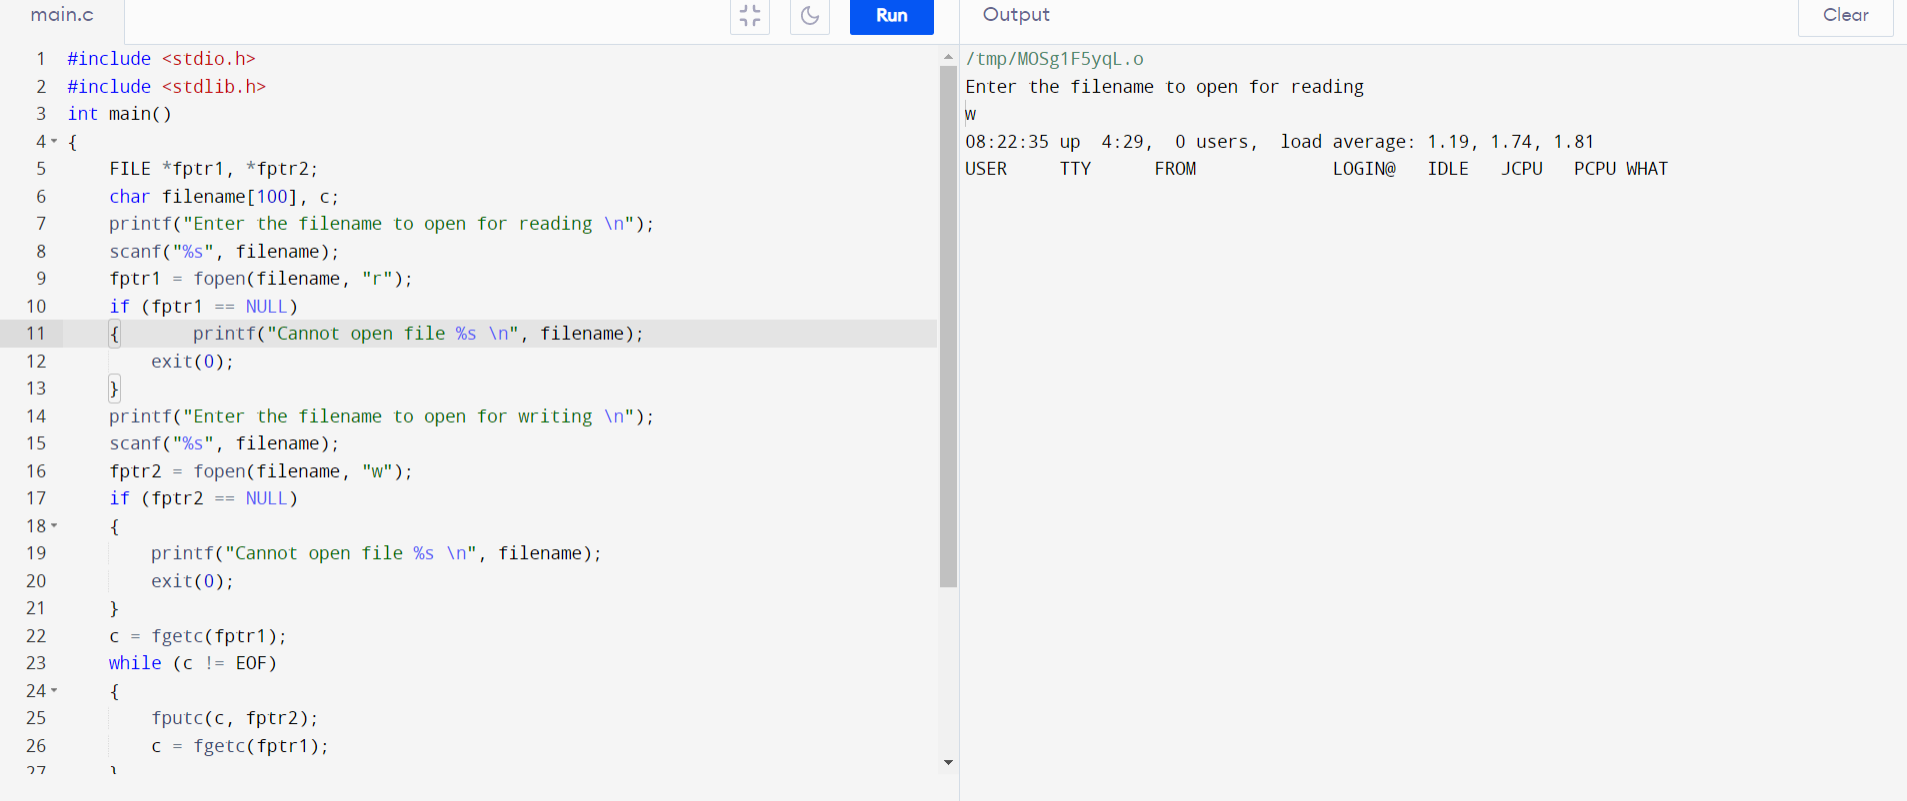 main.c
Run
1 #include <stdio.h>
2 #include <stdlib.h>
3 int main()
4 {
5     FILE *fptr1, *fptr2;
6     char filename[100], c;
7     printf("Enter the filename to open for reading \n");
8     scanf("%s", filename);
9     fptr1 = fopen(filename, "r");
10     if (fptr1 == NULL)
11     {       printf("Cannot open file %s \n", filename);
12         exit(0);
13     }
14     printf("Enter the filename to open for writing \n");
15     scanf("%s", filename);
16     fptr2 = fopen(filename, "w");
17     if (fptr2 == NULL)
18     {
19         printf("Cannot open file %s \n", filename);
20         exit(0);
21     }
22     c = fgetc(fptr1);
23     while (c != EOF)
24     {
25         fputc(c, fptr2);
26         c = fgetc(fptr1);
27     }
Output
Clear
/tmp/MOSg1F5yqL.o
Enter the filename to open for reading
w
08:22:35 up  4:29,  0 users,  load average: 1.19, 1.74, 1.81
USER     TTY      FROM             LOGIN@   IDLE   JCPU   PCPU WHAT